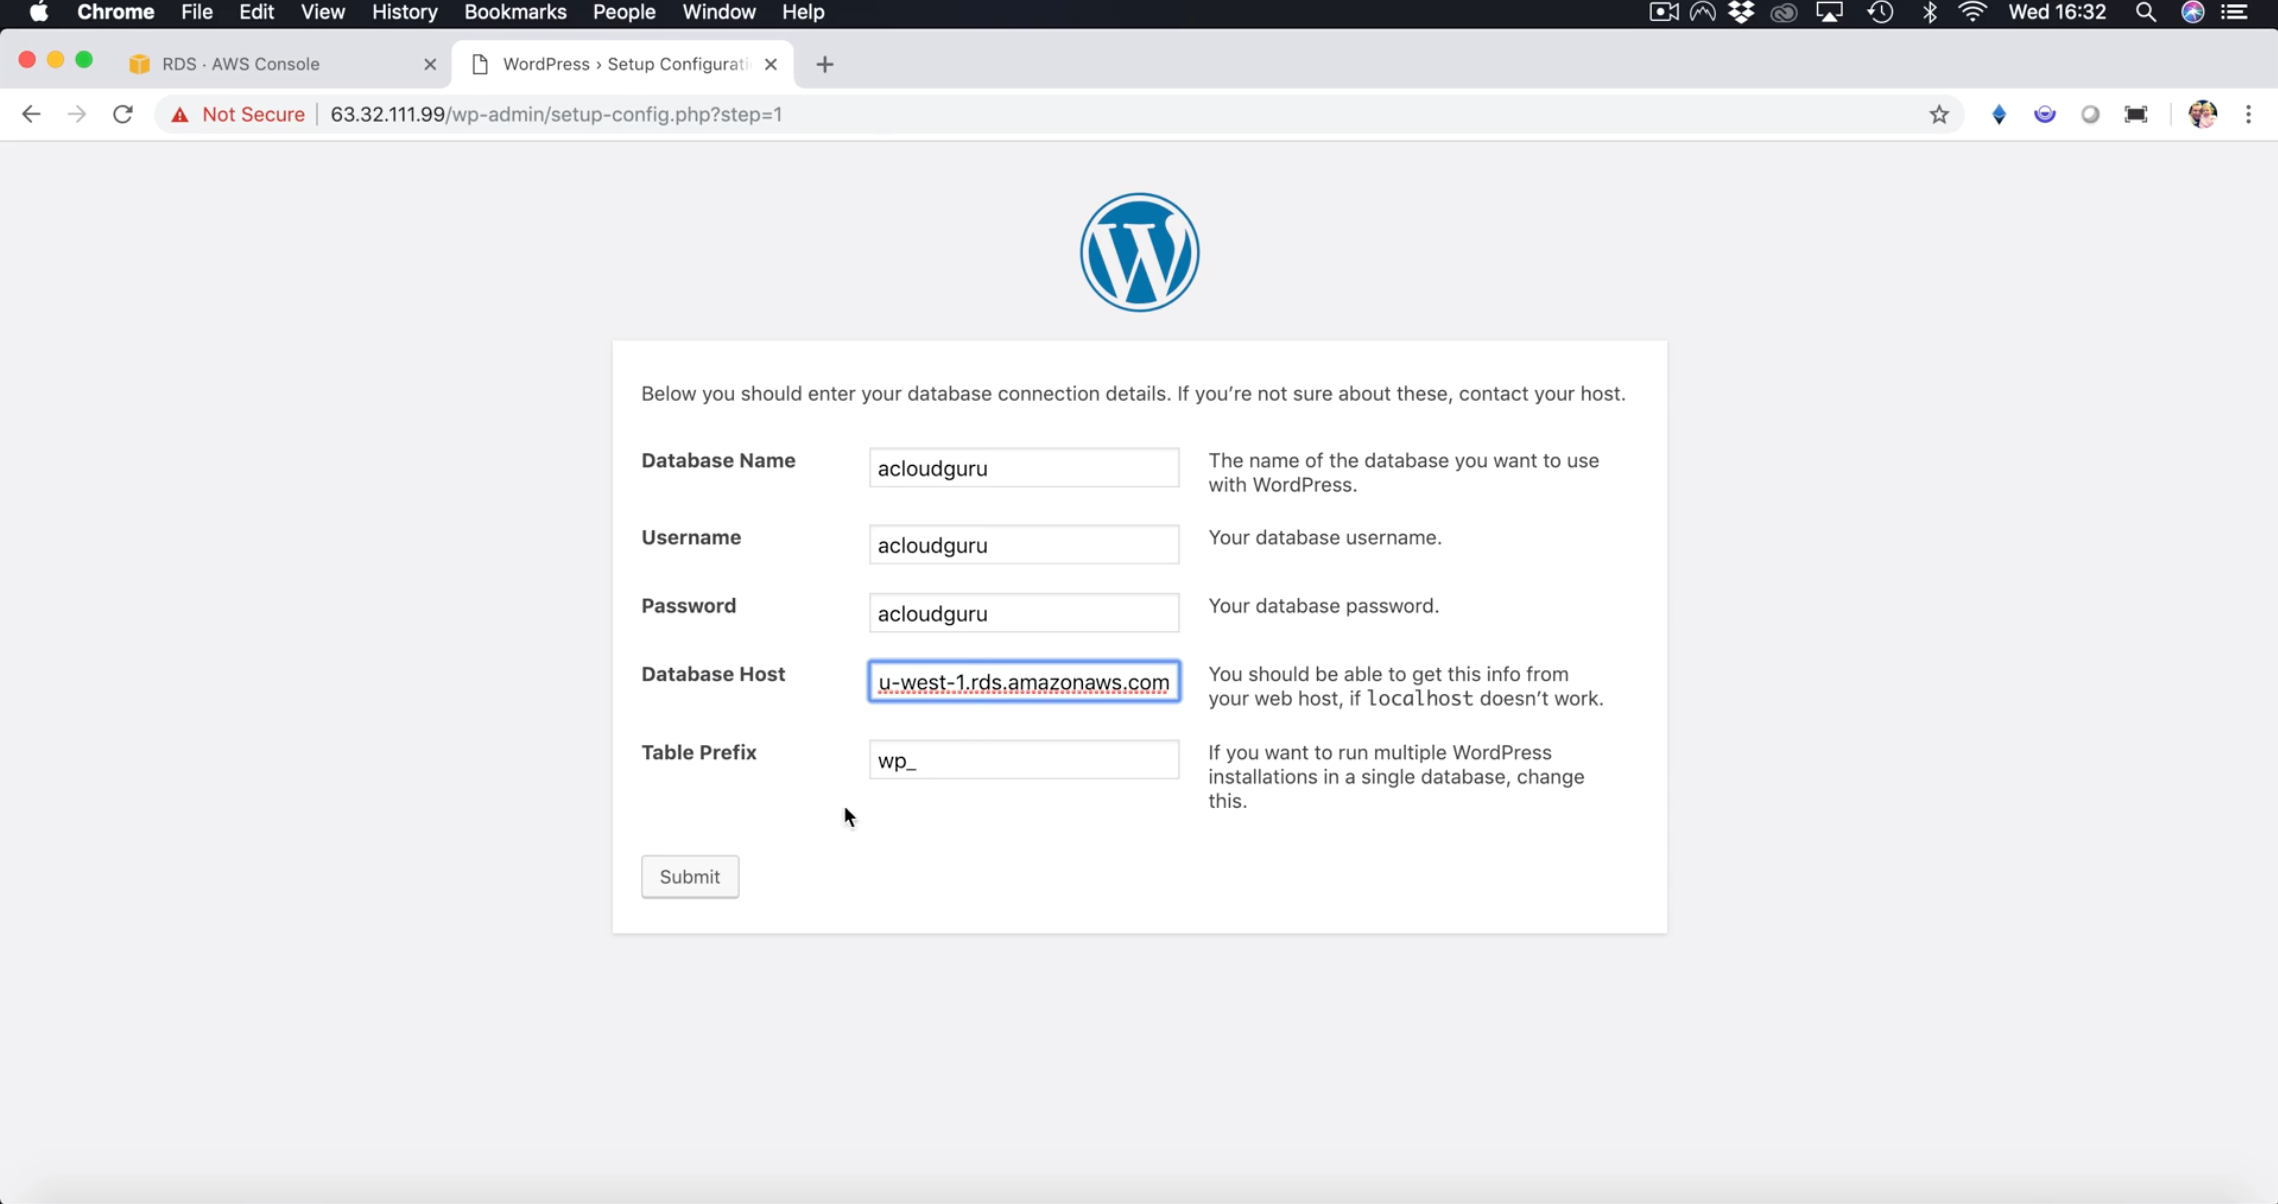 Chrome File Edit View History Bookmarks People Window Help Wed 16:32
RDS · AWS Console WordPress › Setup Configurati
Not Secure 63.32.111.99/wp-admin/setup-config.php?step=1
Below you should enter your database connection details. If you’re not sure about these, contact your host.
Database Name acloudguru The name of the database you want to use
with WordPress.
Username acloudguru Your database username.
Password acloudguru Your database password.
Database Host u-west-1.rds.amazonaws.com You should be able to get this info from
your web host, if localhost doesn’t work.
Table Prefix wp_ If you want to run multiple WordPress
installations in a single database, change
this.
Submit